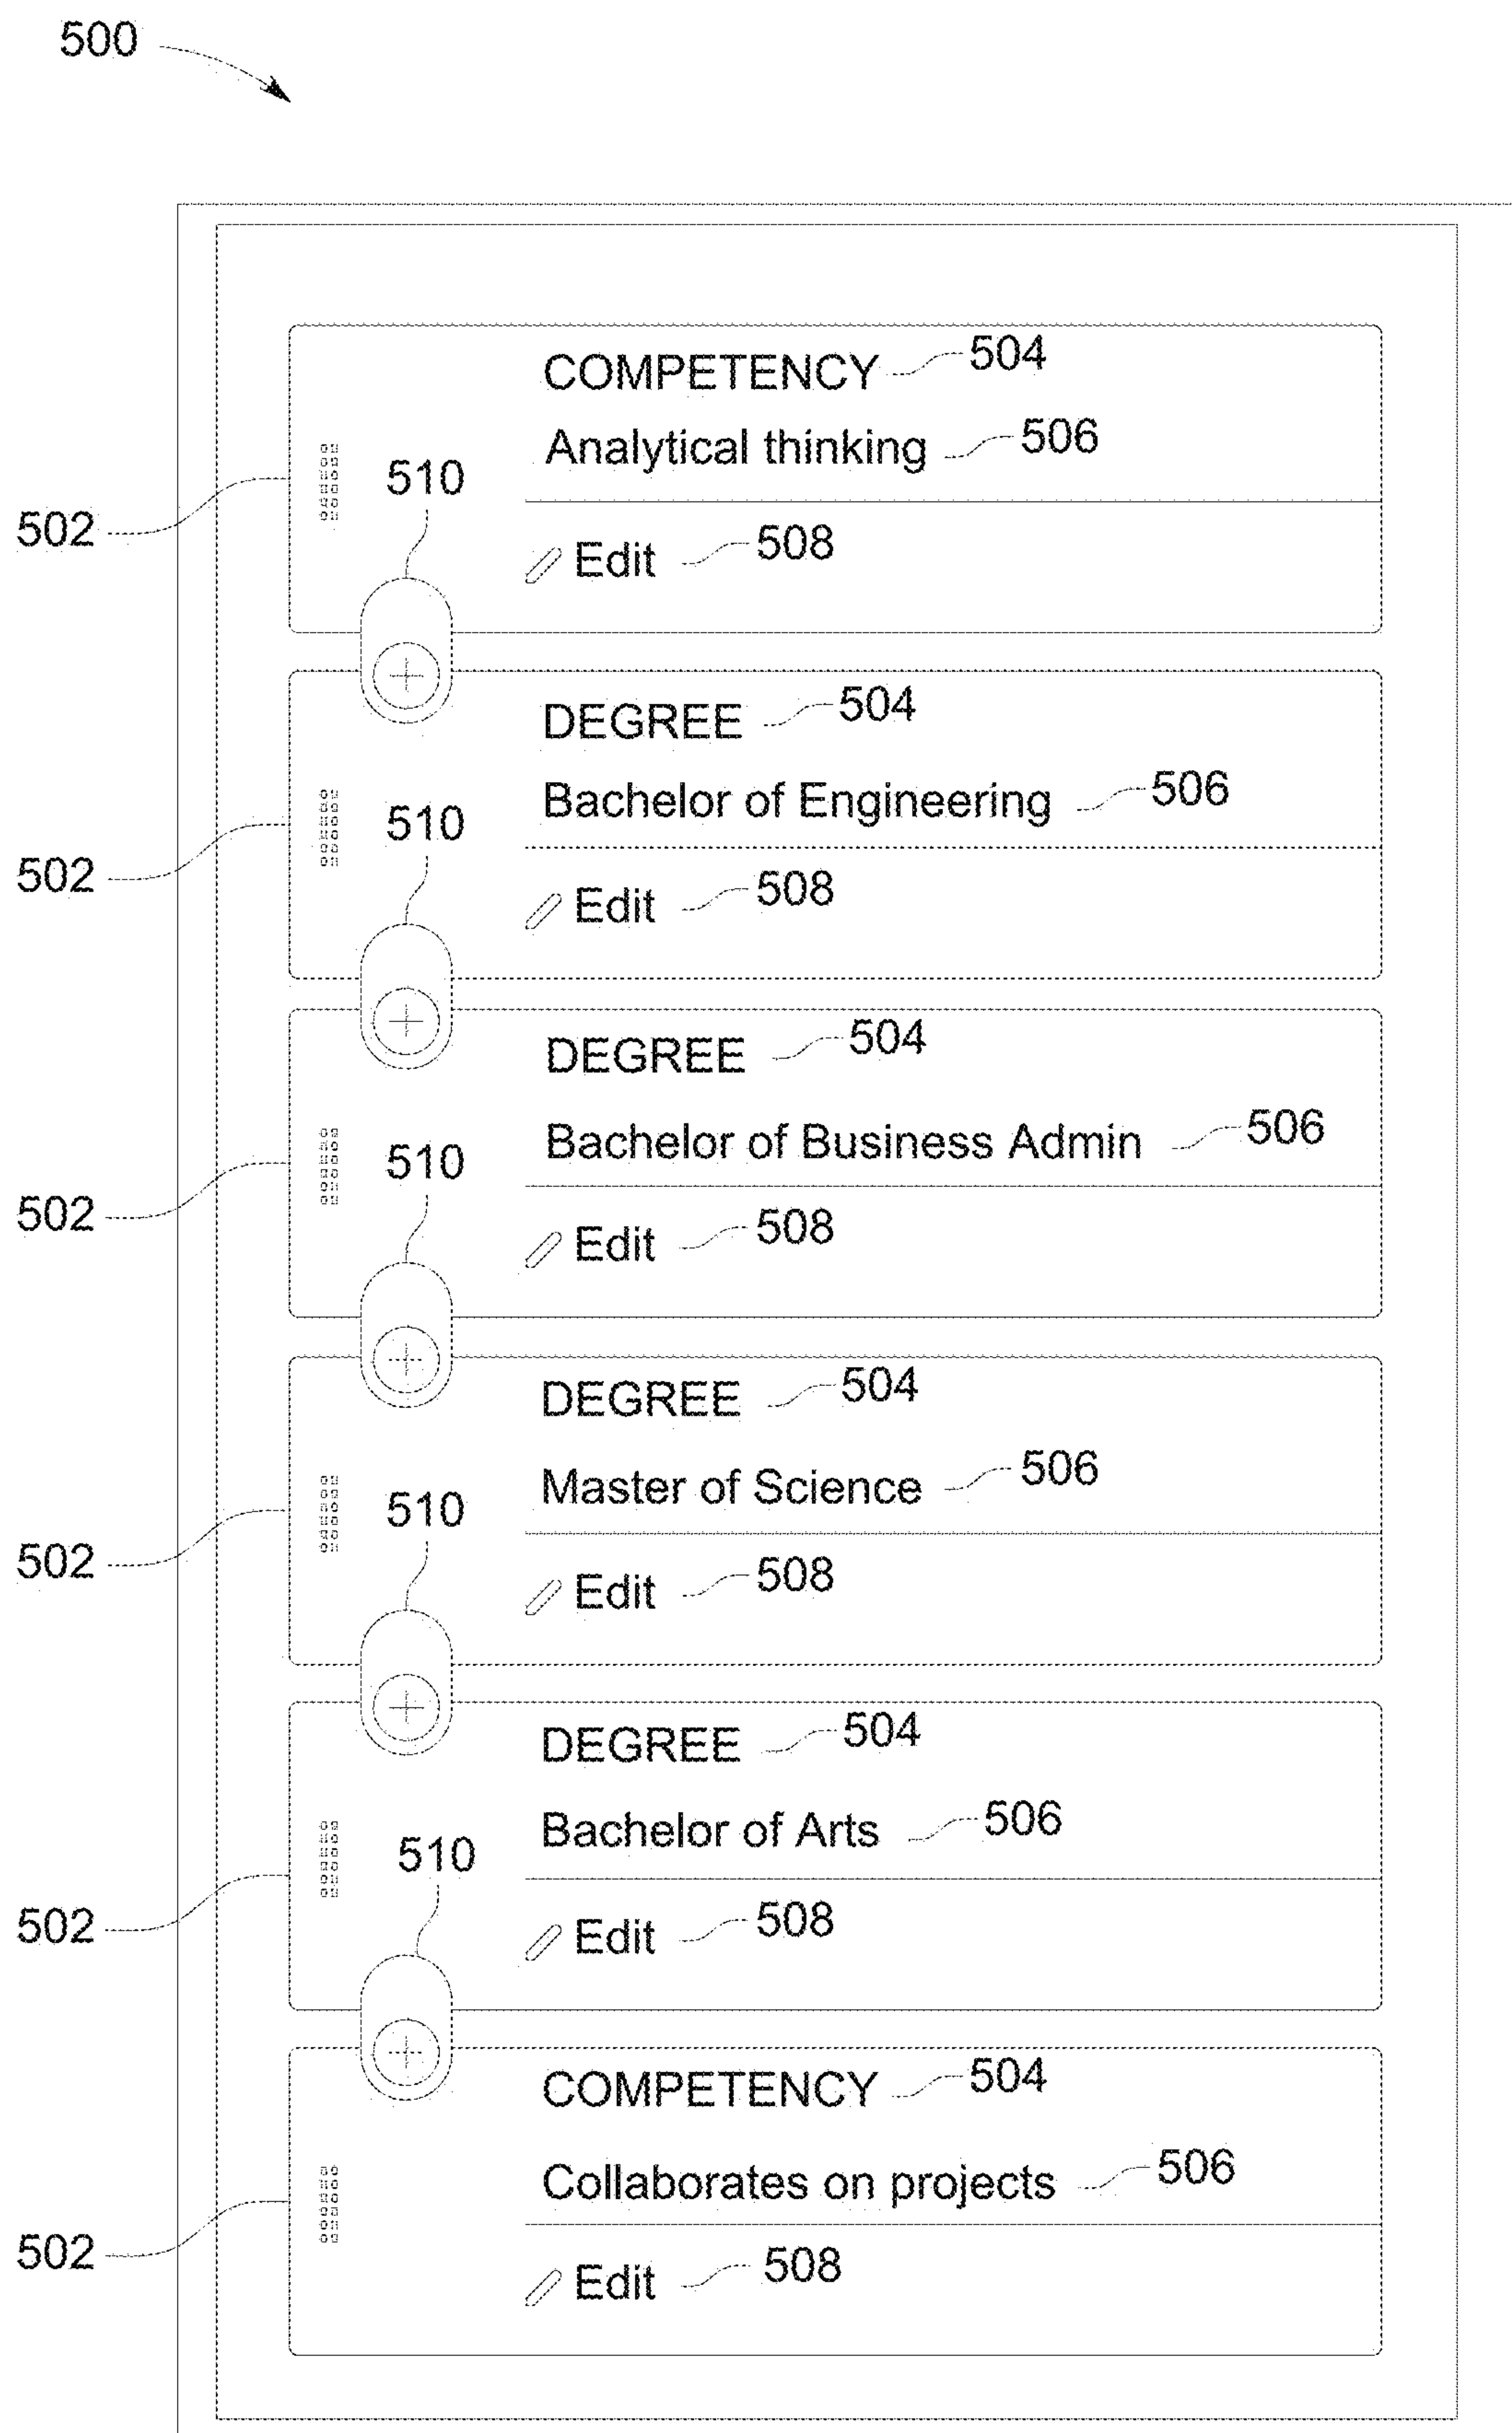 500
COMPETENCY 504
Analytical thinking 506
510
502
Edit 508
DEGREE 504
Bachelor of Engineering 506
510
502
Edit 508
DEGREE 504
Bachelor of Business Admin 506
510
502
Edit 508
DEGREE 504
Master of Science 506
510
502
Edit 508
DEGREE 504
Bachelor of Arts 506
510
502
Edit 508
COMPETENCY 504
Collaborates on projects 506
502
Edit 508